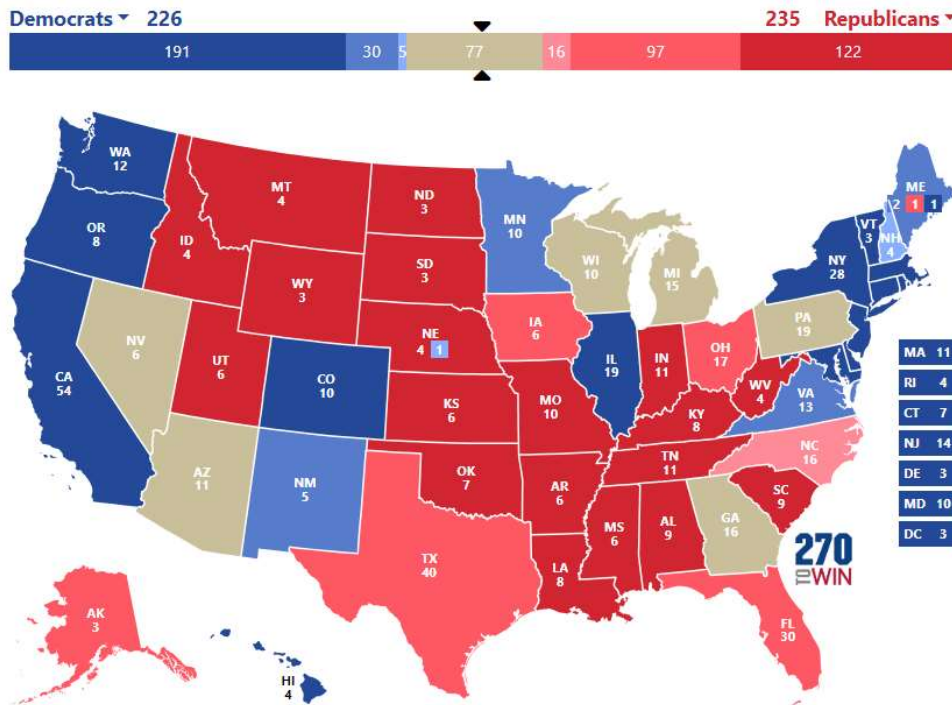 Democrats 226
235 Republicans
191 30 5 77 16 97 122
WA
12
OR
8
CA
54
NV
6
ID
4
MT
4
WY
3
UT
6
AZ
11
CO
10
NM
5
ND
3
SD
3
NE
4 1
KS
6
OK
7
TX
40
MN
10
IA
6
MO
10
AR
6
LA
8
WI
10
IL
19
MI
15
IN
11
OH
17
KY
8
TN
11
MS
6
AL
9
GA
16
FL
30
SC
9
NC
16
VA
13
WV
4
PA
19
NY
28
VT
3
NH
4
ME
2 1 1
MA 11
RI 4
CT 7
NJ 14
DE 3
MD 10
DC 3
AK
3
HI
4
270
TO WIN